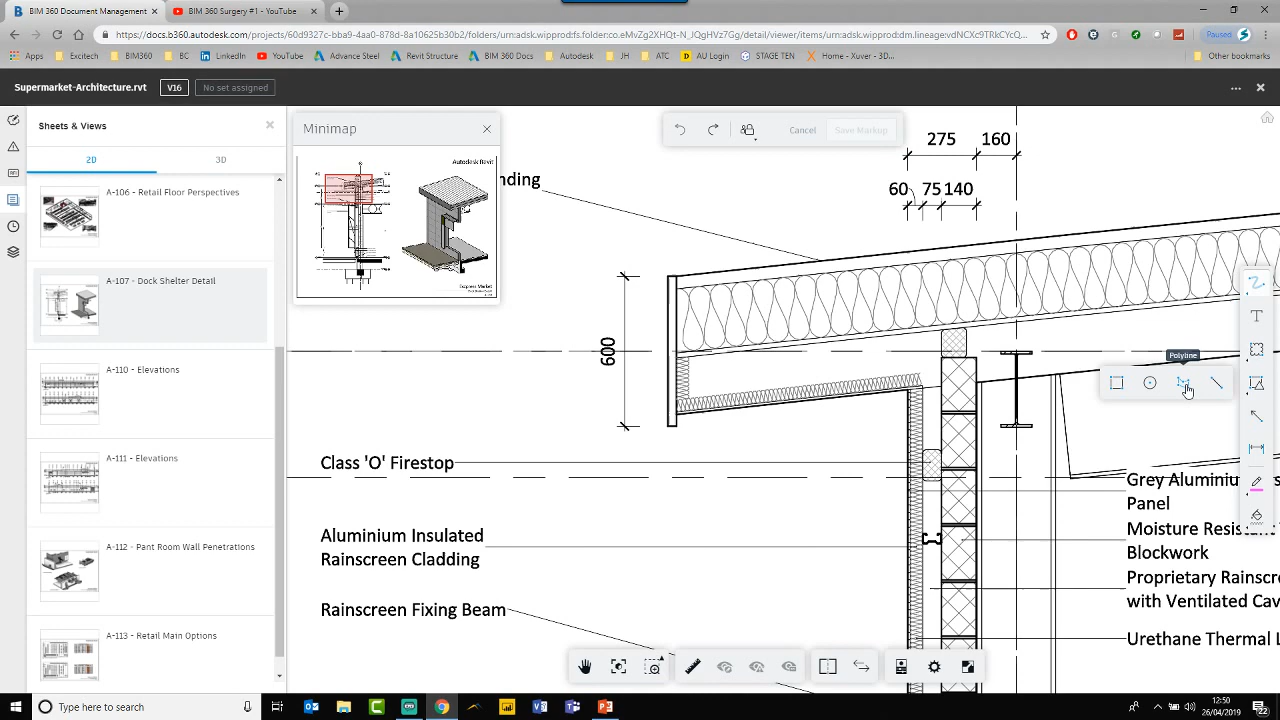 BIM 360 Document Management
BIM 360 Surgery #1 - YouTube
https://docs.b360.autodesk.com/projects/60d9327c-bba9-4aa0-878d-8a10625b30b2/folders/urn:adsk.wipprod:fs.folder:co.eMvZg2XHQt-N_JQgHVz7Gg/detail/viewer/items/urn:adsk.wipprod:dm.lineage:vdNCXc9TRkCYcQ...
Paused
Apps
Inition
BIM360
BC
LinkedIn
YouTube
Advance Steel
Revit Structure
BIM 360 Docs
Autodesk
JH
ATC
AU Login
STAGE TEN
Home - Xuver - 3D...
Other bookmarks
Supermarket-Architecture.rvt
V16
No set assigned
Sheets & Views
2D
3D
A-106 - Retail Floor Perspectives
A-107 - Dock Shelter Detail
A-110 - Elevations
A-111 - Elevations
A-112 - Pant Room Wall Penetrations
A-113 - Retail Main Options
Minimap
Autodesk Revit
Express Market
Cancel
Save Markup
Polyline
nding
275
160
60
75
140
600
Class 'O' Firestop
Aluminium Insulated
Rainscreen Cladding
Rainscreen Fixing Beam
Grey Aluminiu
Panel
Moisture Resistant
Blockwork
Proprietary Rainscre
with Ventilated Cav
Urethane Thermal L
Type here to search
12:50
26/04/2019